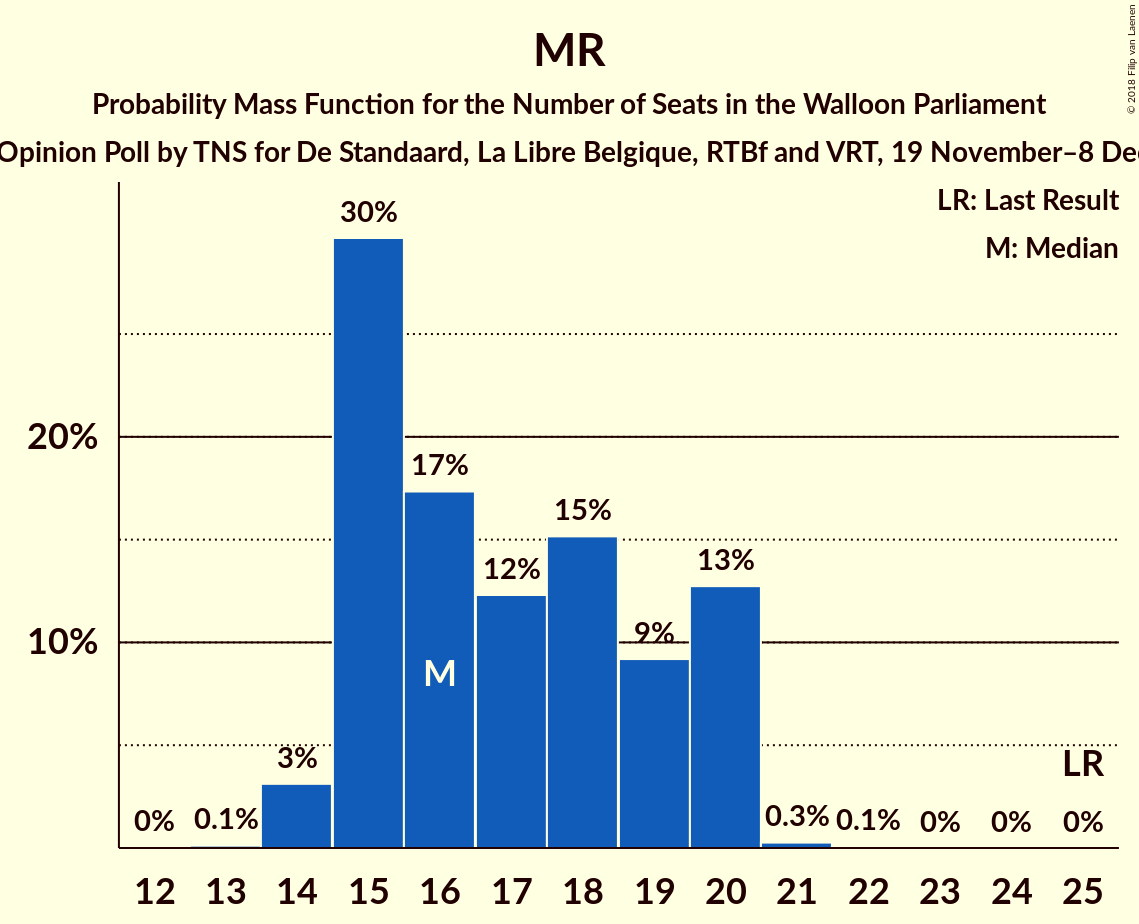 MR
Probability Mass Function for the Number of Seats in the Walloon Parliament
Opinion Poll by TNS for De Standaard, La Libre Belgique, RTBf and VRT, 19 November–8 Dec
© 2018 Filip van Laenen
LR: Last Result
M: Median
30%
20%
17%
15%
13%
12%
10%
9%
M
3%
LR
0% 0.1% 0.3% 0.1% 0% 0% 0%
12 13 14 15 16 17 18 19 20 21 22 23 24 25